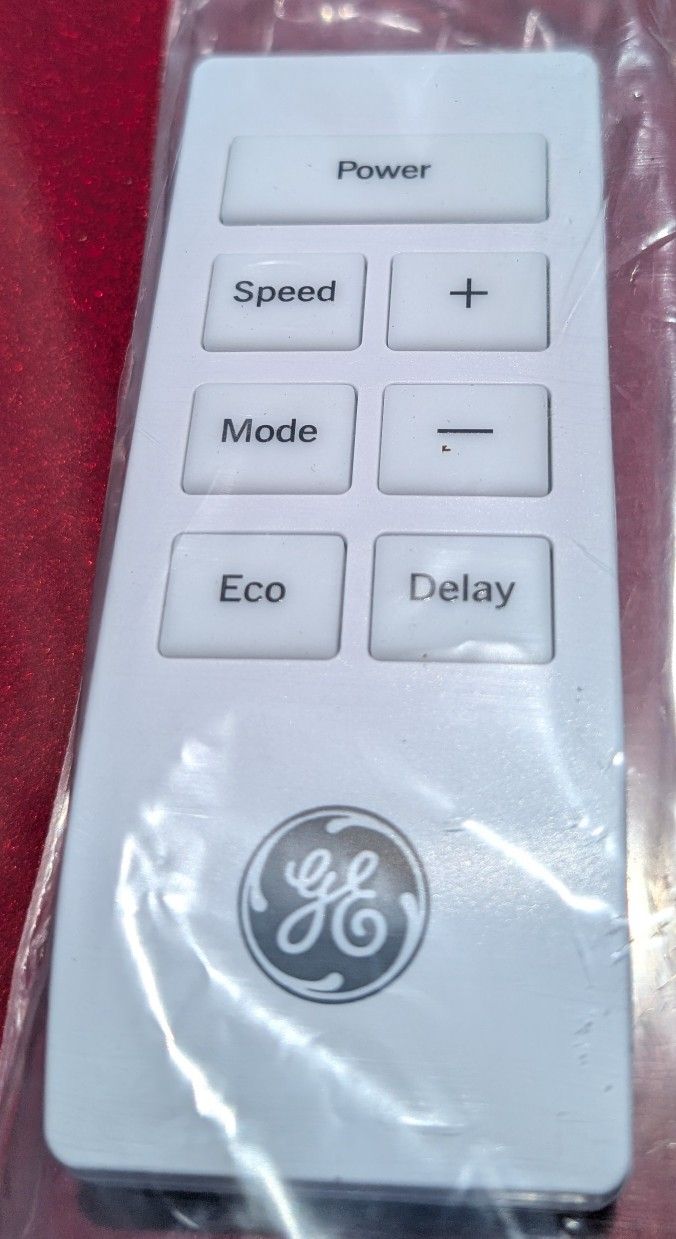 Power
Speed +
Mode —
Eco Delay
GE